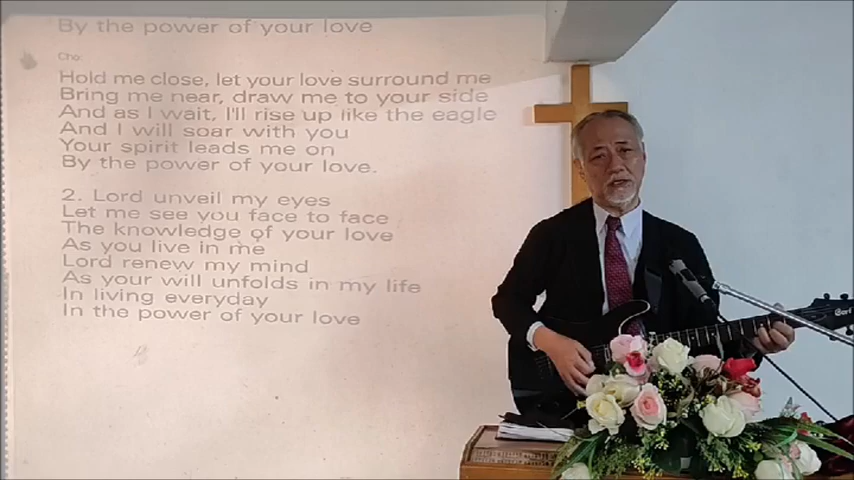 By the power of your love
Cho:
Hold me close, let your love surround me
Bring me near, draw me to your side
And as I wait, I'll rise up like the eagle
And I will soar with you
Your spirit leads me on
By the power of your love.
2. Lord unveil my eyes
Let me see you face to face
The knowledge of your love
As you live in me
Lord renew my mind
As your will unfolds in my life
In living everyday
In the power of your love
Cort